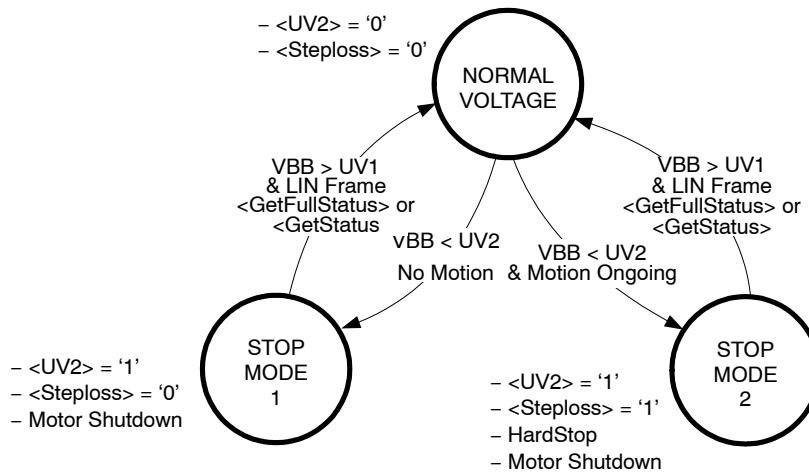 – <UV2> = ‘0’
– <Steploss> = ‘0’
NORMAL
VOLTAGE
VBB > UV1
& LIN Frame
<GetFullStatus> or
<GetStatus
vBB < UV2
No Motion
VBB < UV2
& Motion Ongoing
VBB > UV1
& LIN Frame
<GetFullStatus> or
<GetStatus>
STOP
MODE
1
– <UV2> = ‘1’
– <Steploss> = ‘0’
– Motor Shutdown
STOP
MODE
2
– <UV2> = ‘1’
– <Steploss> = ‘1’
– HardStop
– Motor Shutdown